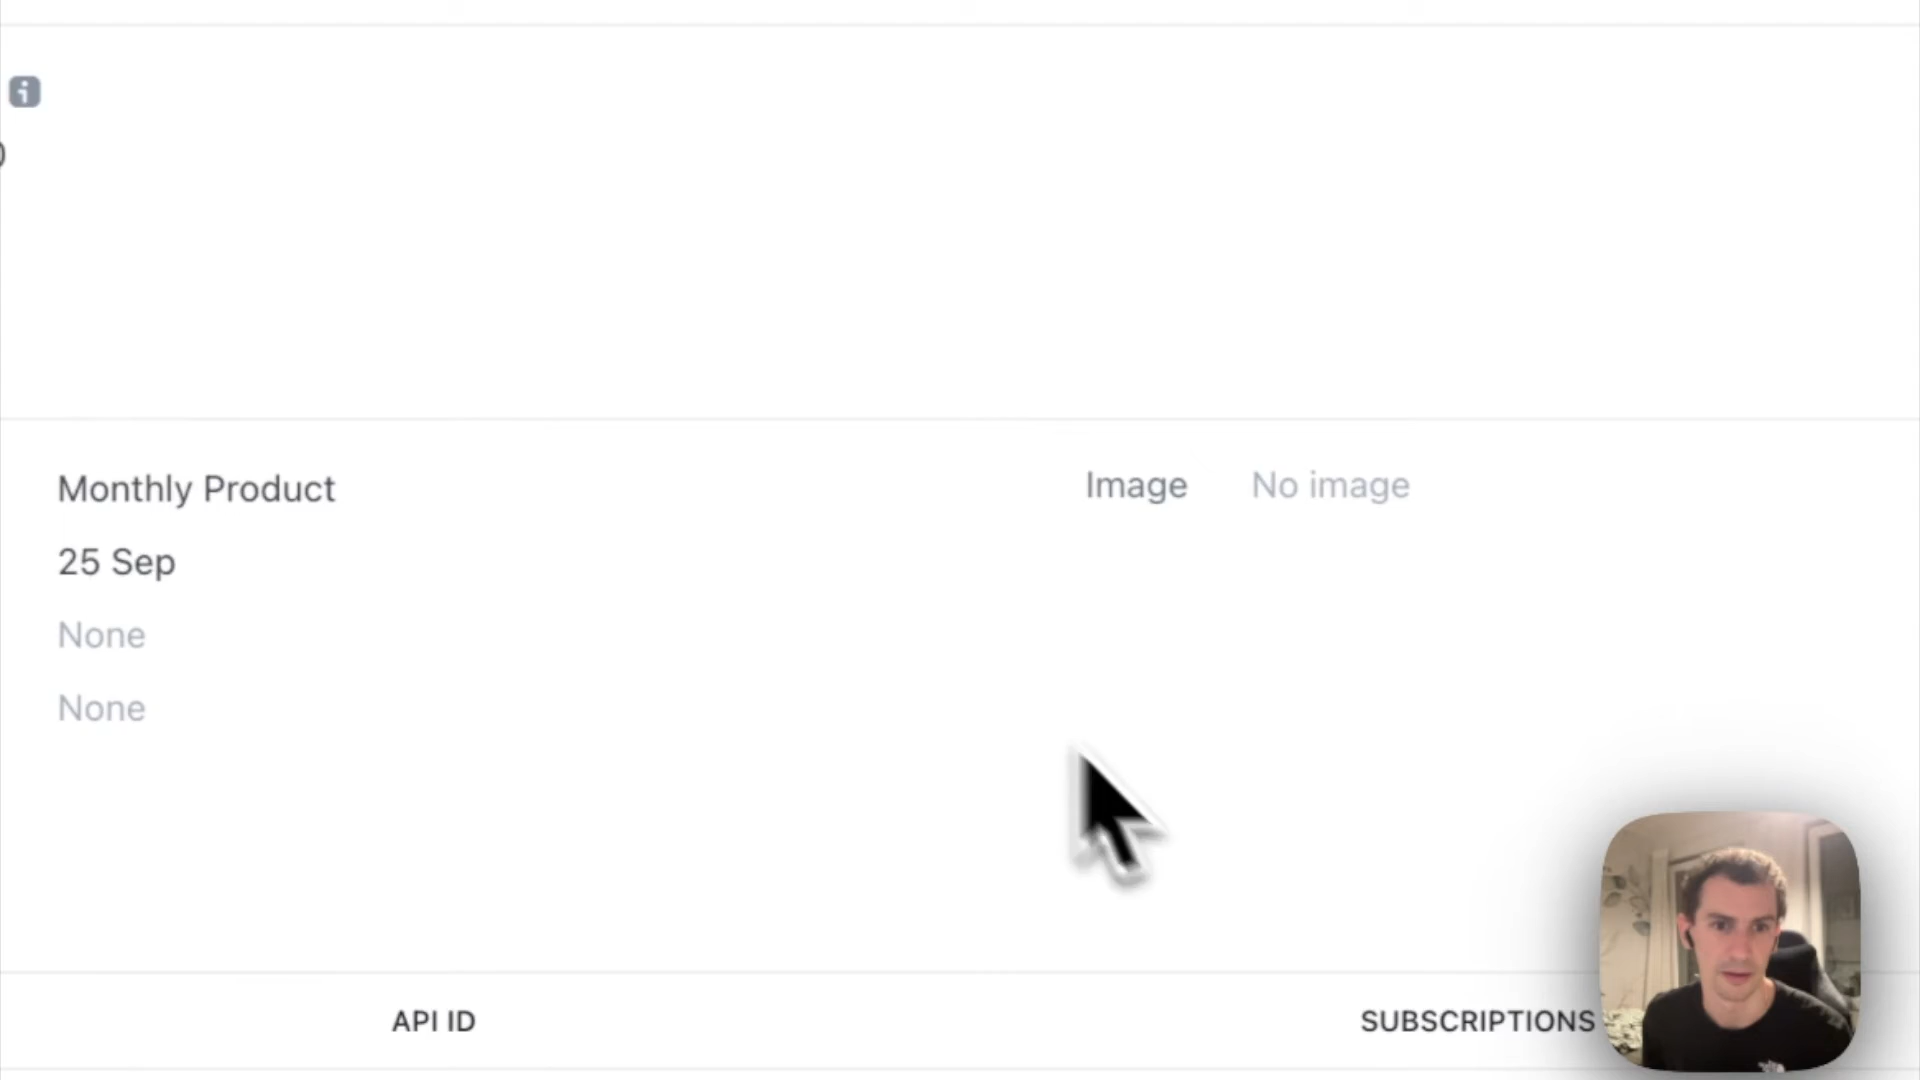 Monthly Product
Image
No image
25 Sep
None
None
API ID
SUBSCRIPTIONS